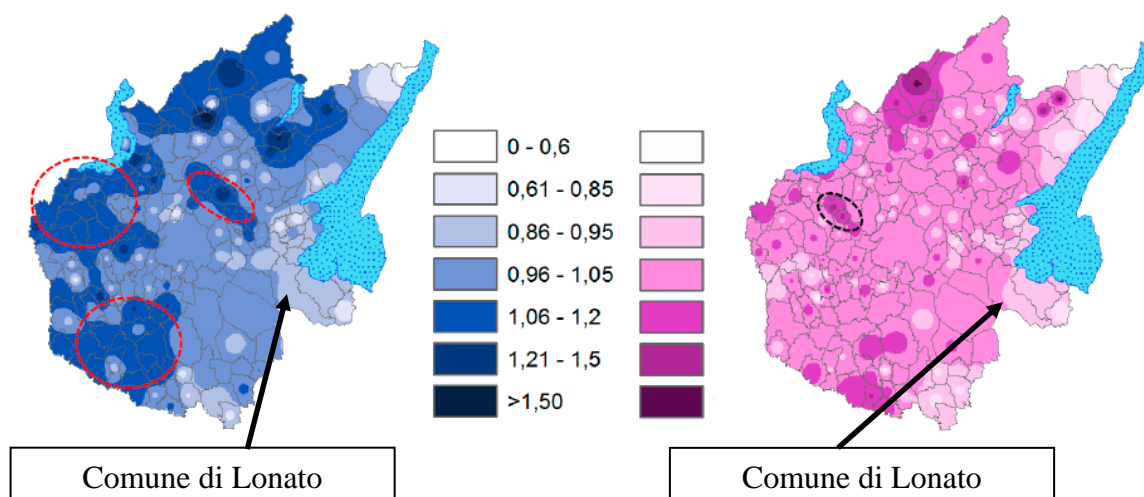 0 - 0,6
0,61 - 0,85
0,86 - 0,95
0,96 - 1,05
1,06 - 1,2
1,21 - 1,5
>1,50
Comune di Lonato
Comune di Lonato